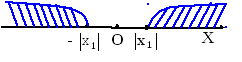 - |x₁| O |x₁| X